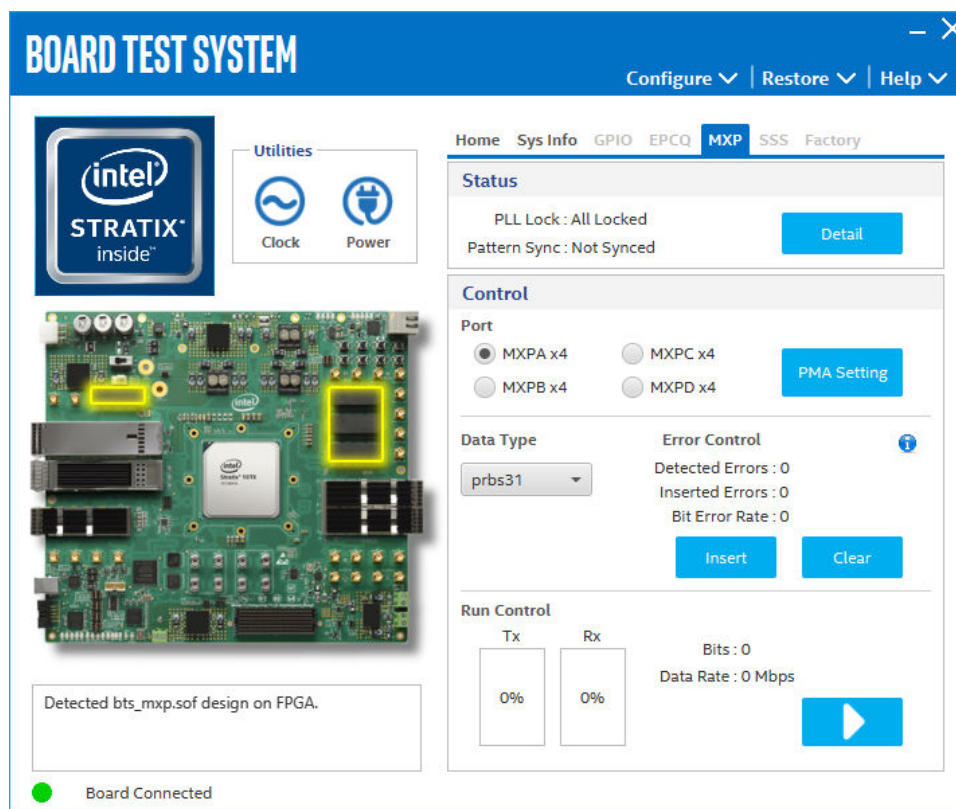 BOARD TEST SYSTEM
Configure Restore Help
intel
STRATIX
inside™
Utilities
Clock Power
Home Sys Info GPIO EPCQ MXP SSS Factory
Status
PLL Lock : All Locked
Pattern Sync : Not Synced
Detail
Control
Port
MXPA x4 MXPC x4
MXPB x4 MXPD x4
PMA Setting
Data Type
prbs31
Error Control
Detected Errors : 0
Inserted Errors : 0
Bit Error Rate : 0
Insert Clear
Run Control
Tx Rx
0% 0%
Bits : 0
Data Rate : 0 Mbps
intel
intel
Detected bts_mxp.sof design on FPGA.
Board Connected